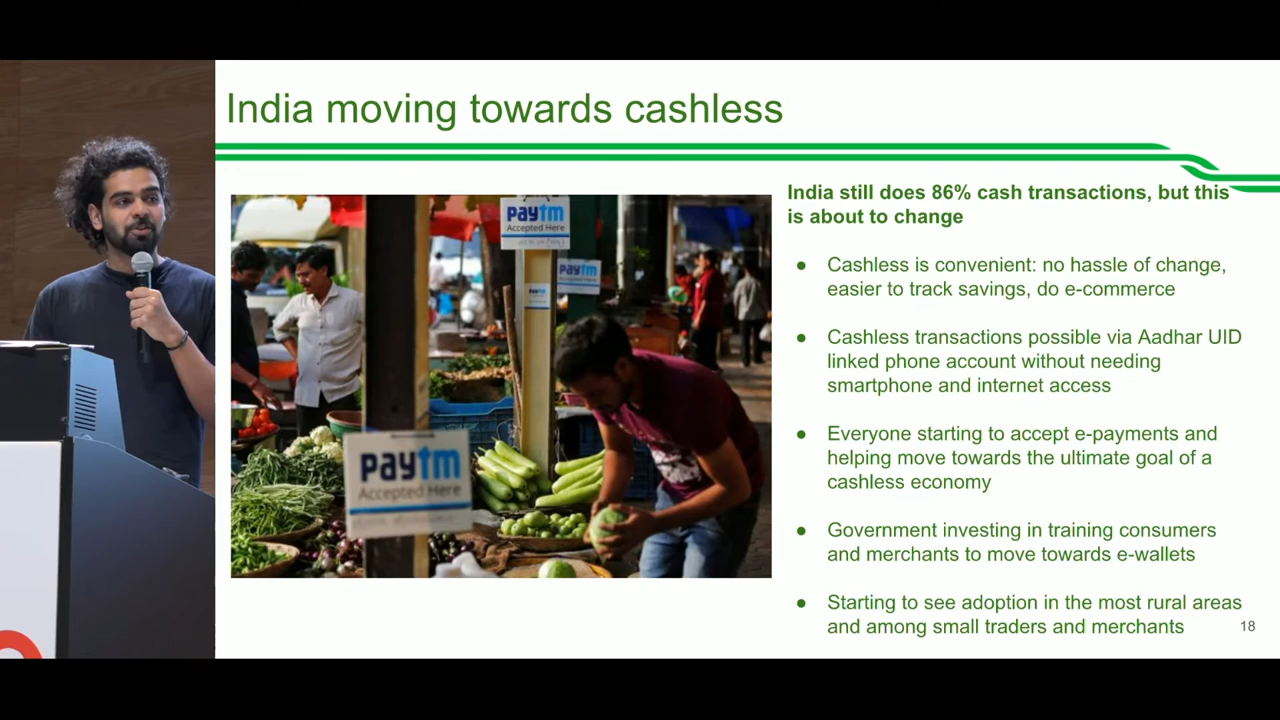 India moving towards cashless
paytm
Accepted Here
paytm
paytm
paytm
Accepted Here
India still does 86% cash transactions, but this
is about to change
● Cashless is convenient: no hassle of change,
easier to track savings, do e-commerce
● Cashless transactions possible via Aadhar UID
linked phone account without needing
smartphone and internet access
● Everyone starting to accept e-payments and
helping move towards the ultimate goal of a
cashless economy
● Government investing in training consumers
and merchants to move towards e-wallets
● Starting to see adoption in the most rural areas
and among small traders and merchants
18